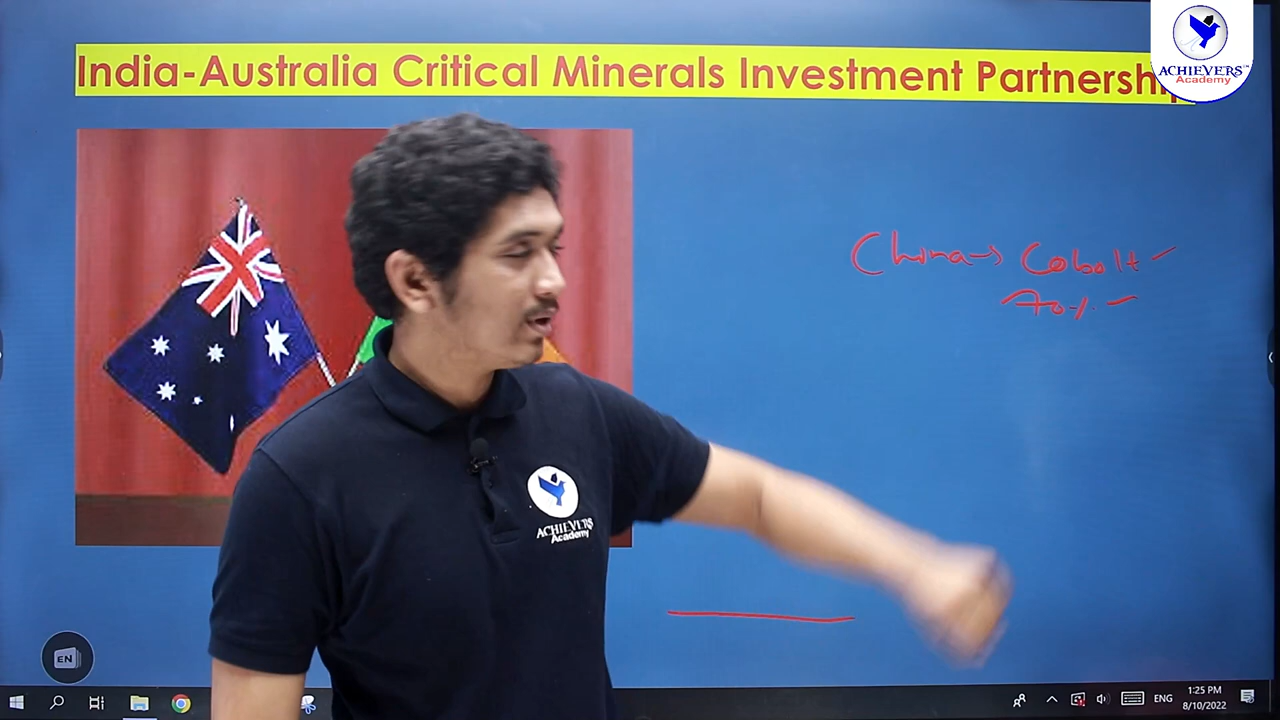 India-Australia Critical Minerals Investment Partnership
ACHIEVERS™
Academy
China → Cobalt
70%
ACHIEVERS
Academy
EN
ENG
1:25 PM
8/10/2022